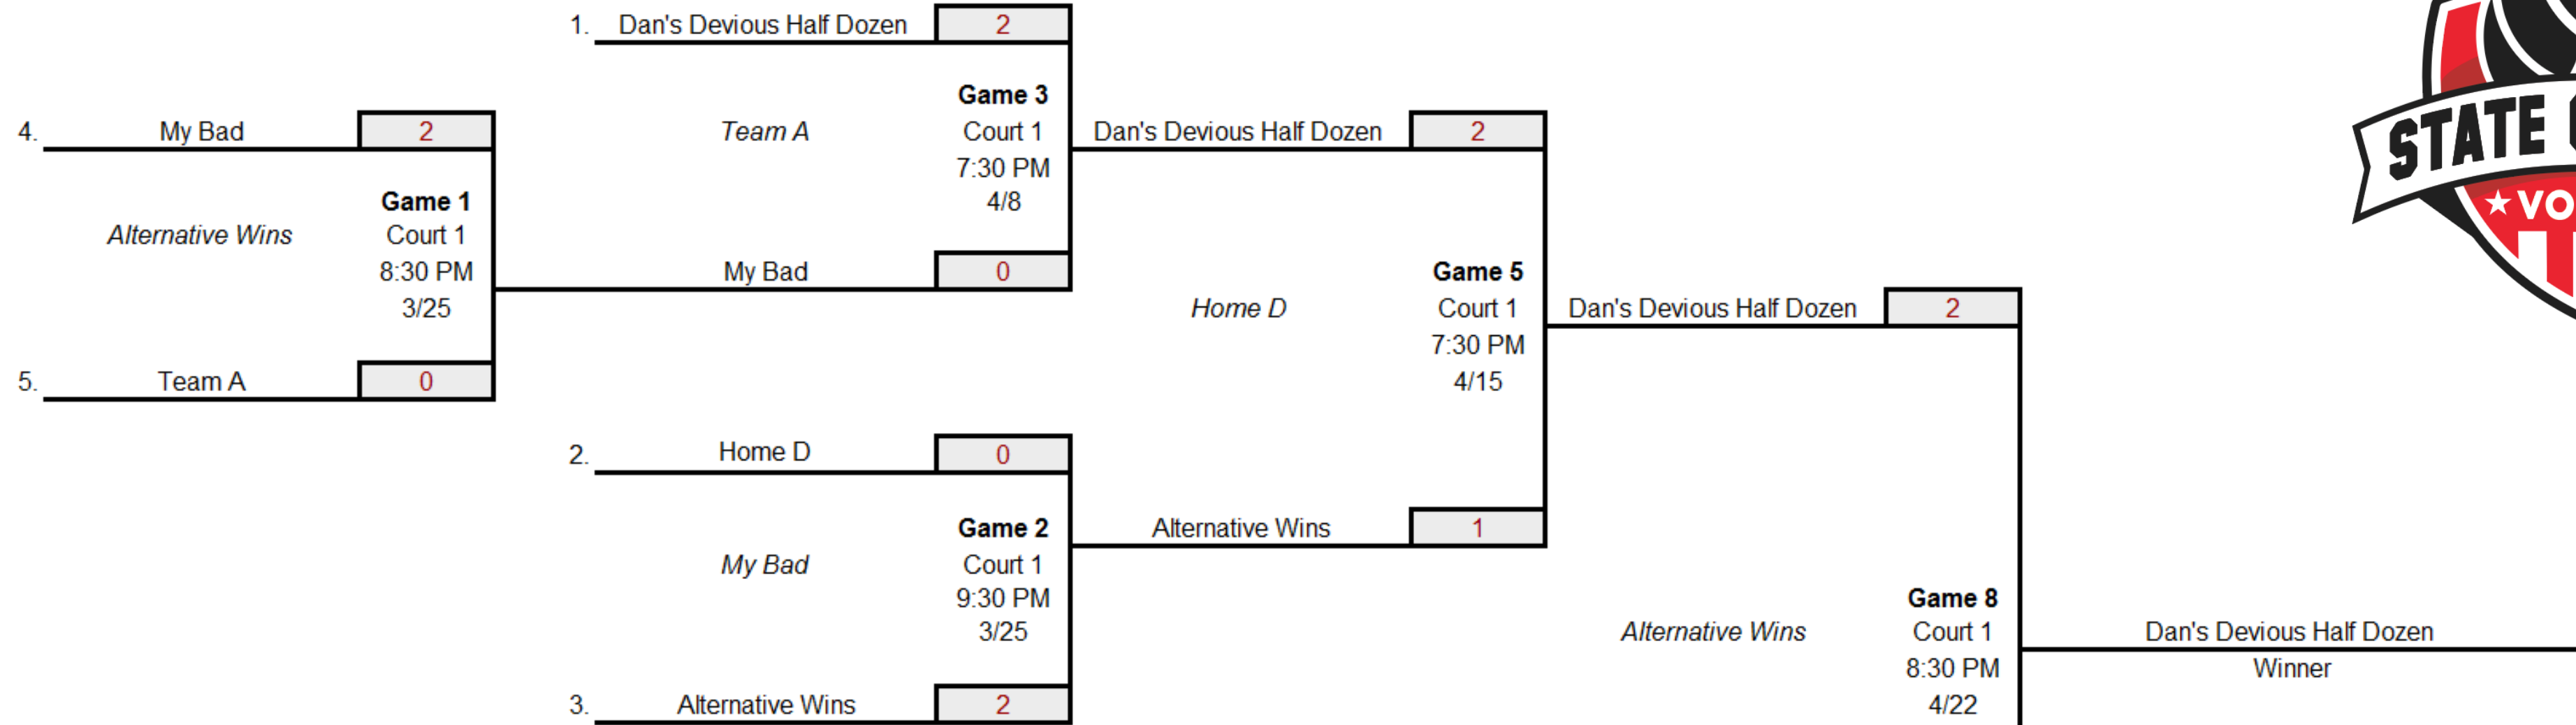 1. Dan's Devious Half Dozen 2
Game 3
4. My Bad 2
Team A
Court 1
Dan's Devious Half Dozen 2
7:30 PM
STATE
Game 1
4/8
Alternative Wins
Court 1
8:30 PM
My Bad 0
Game 5
3/25
Home D
Court 1
Dan's Devious Half Dozen 2
7:30 PM
5. Team A 0
4/15
2. Home D 0
Game 2
Alternative Wins 1
My Bad
Court 1
9:30 PM
Game 8
3/25
Alternative Wins
Court 1
Dan's Devious Half Dozen
8:30 PM
Winner
3. Alternative Wins 2
4/22